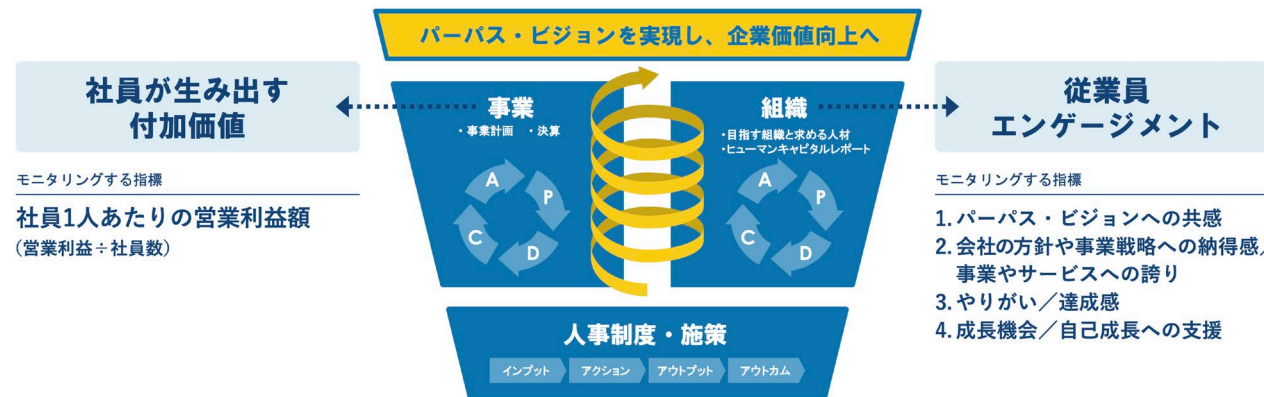 パーパス・ビジョンを実現し、企業価値向上へ
社員が生み出す
付加価値
モニタリングする指標
社員1人あたりの営業利益額
(営業利益÷社員数)
事業
・事業計画 ・決算
A
P
D
C
組織
・目指す組織と求める人材
・ヒューマンキャピタルレポート
A
P
D
C
人事制度・施策
インプット
アクション
アウトプット
アウトカム
従業員
エンゲージメント
モニタリングする指標
1. パーパス・ビジョンへの共感
2. 会社の方針や事業戦略への納得感／
事業やサービスへの誇り
3. やりがい／達成感
4. 成長機会／自己成長への支援